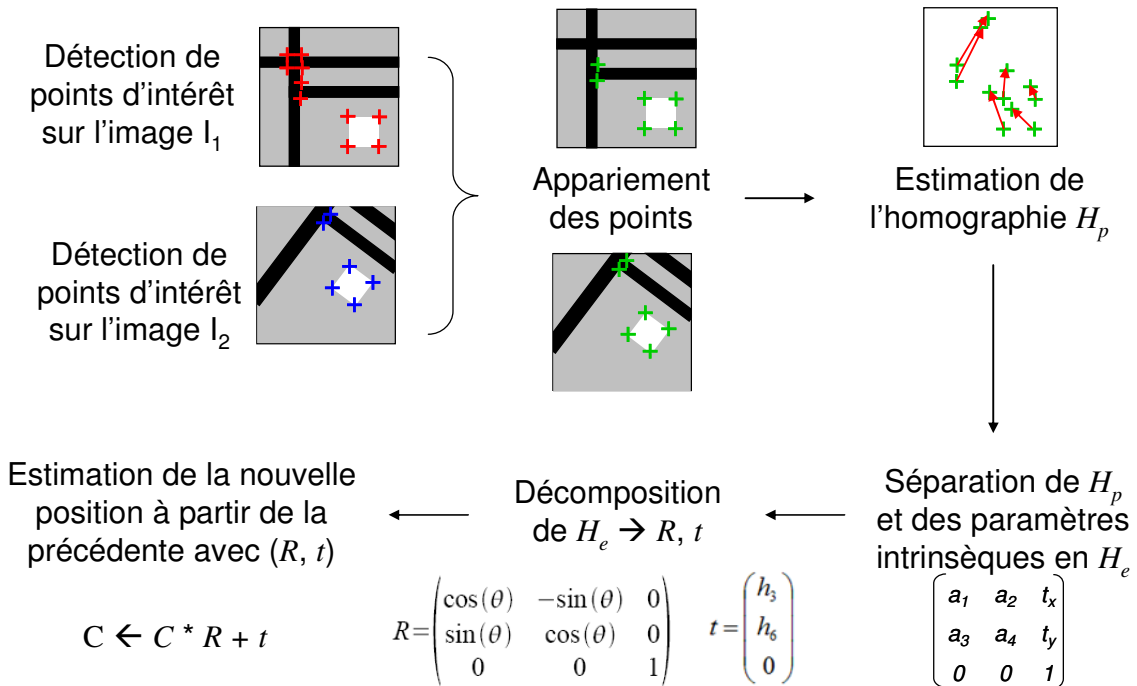 Détection de
points d'intérêt
sur l'image I₁
Détection de
points d'intérêt
sur l'image I₂
Appariement
des points
Estimation de
l'homographie Hₚ
Séparation de Hₚ
et des paramètres
intrinsèques en Hₑ
a₁ a₂ tₓ
a₃ a₄ t_y
0 0 1
Décomposition
de Hₑ → R, t
R= cos(θ) −sin(θ) 0
sin(θ) cos(θ) 0
0 0 1
t= h₃
h₆
0
Estimation de la nouvelle
position à partir de la
précédente avec (R, t)
C ← C * R + t